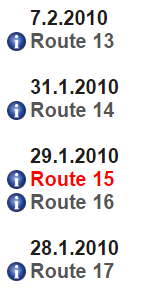 7.2.2010
Route 13
31.1.2010
Route 14
29.1.2010
Route 15
Route 16
28.1.2010
Route 17